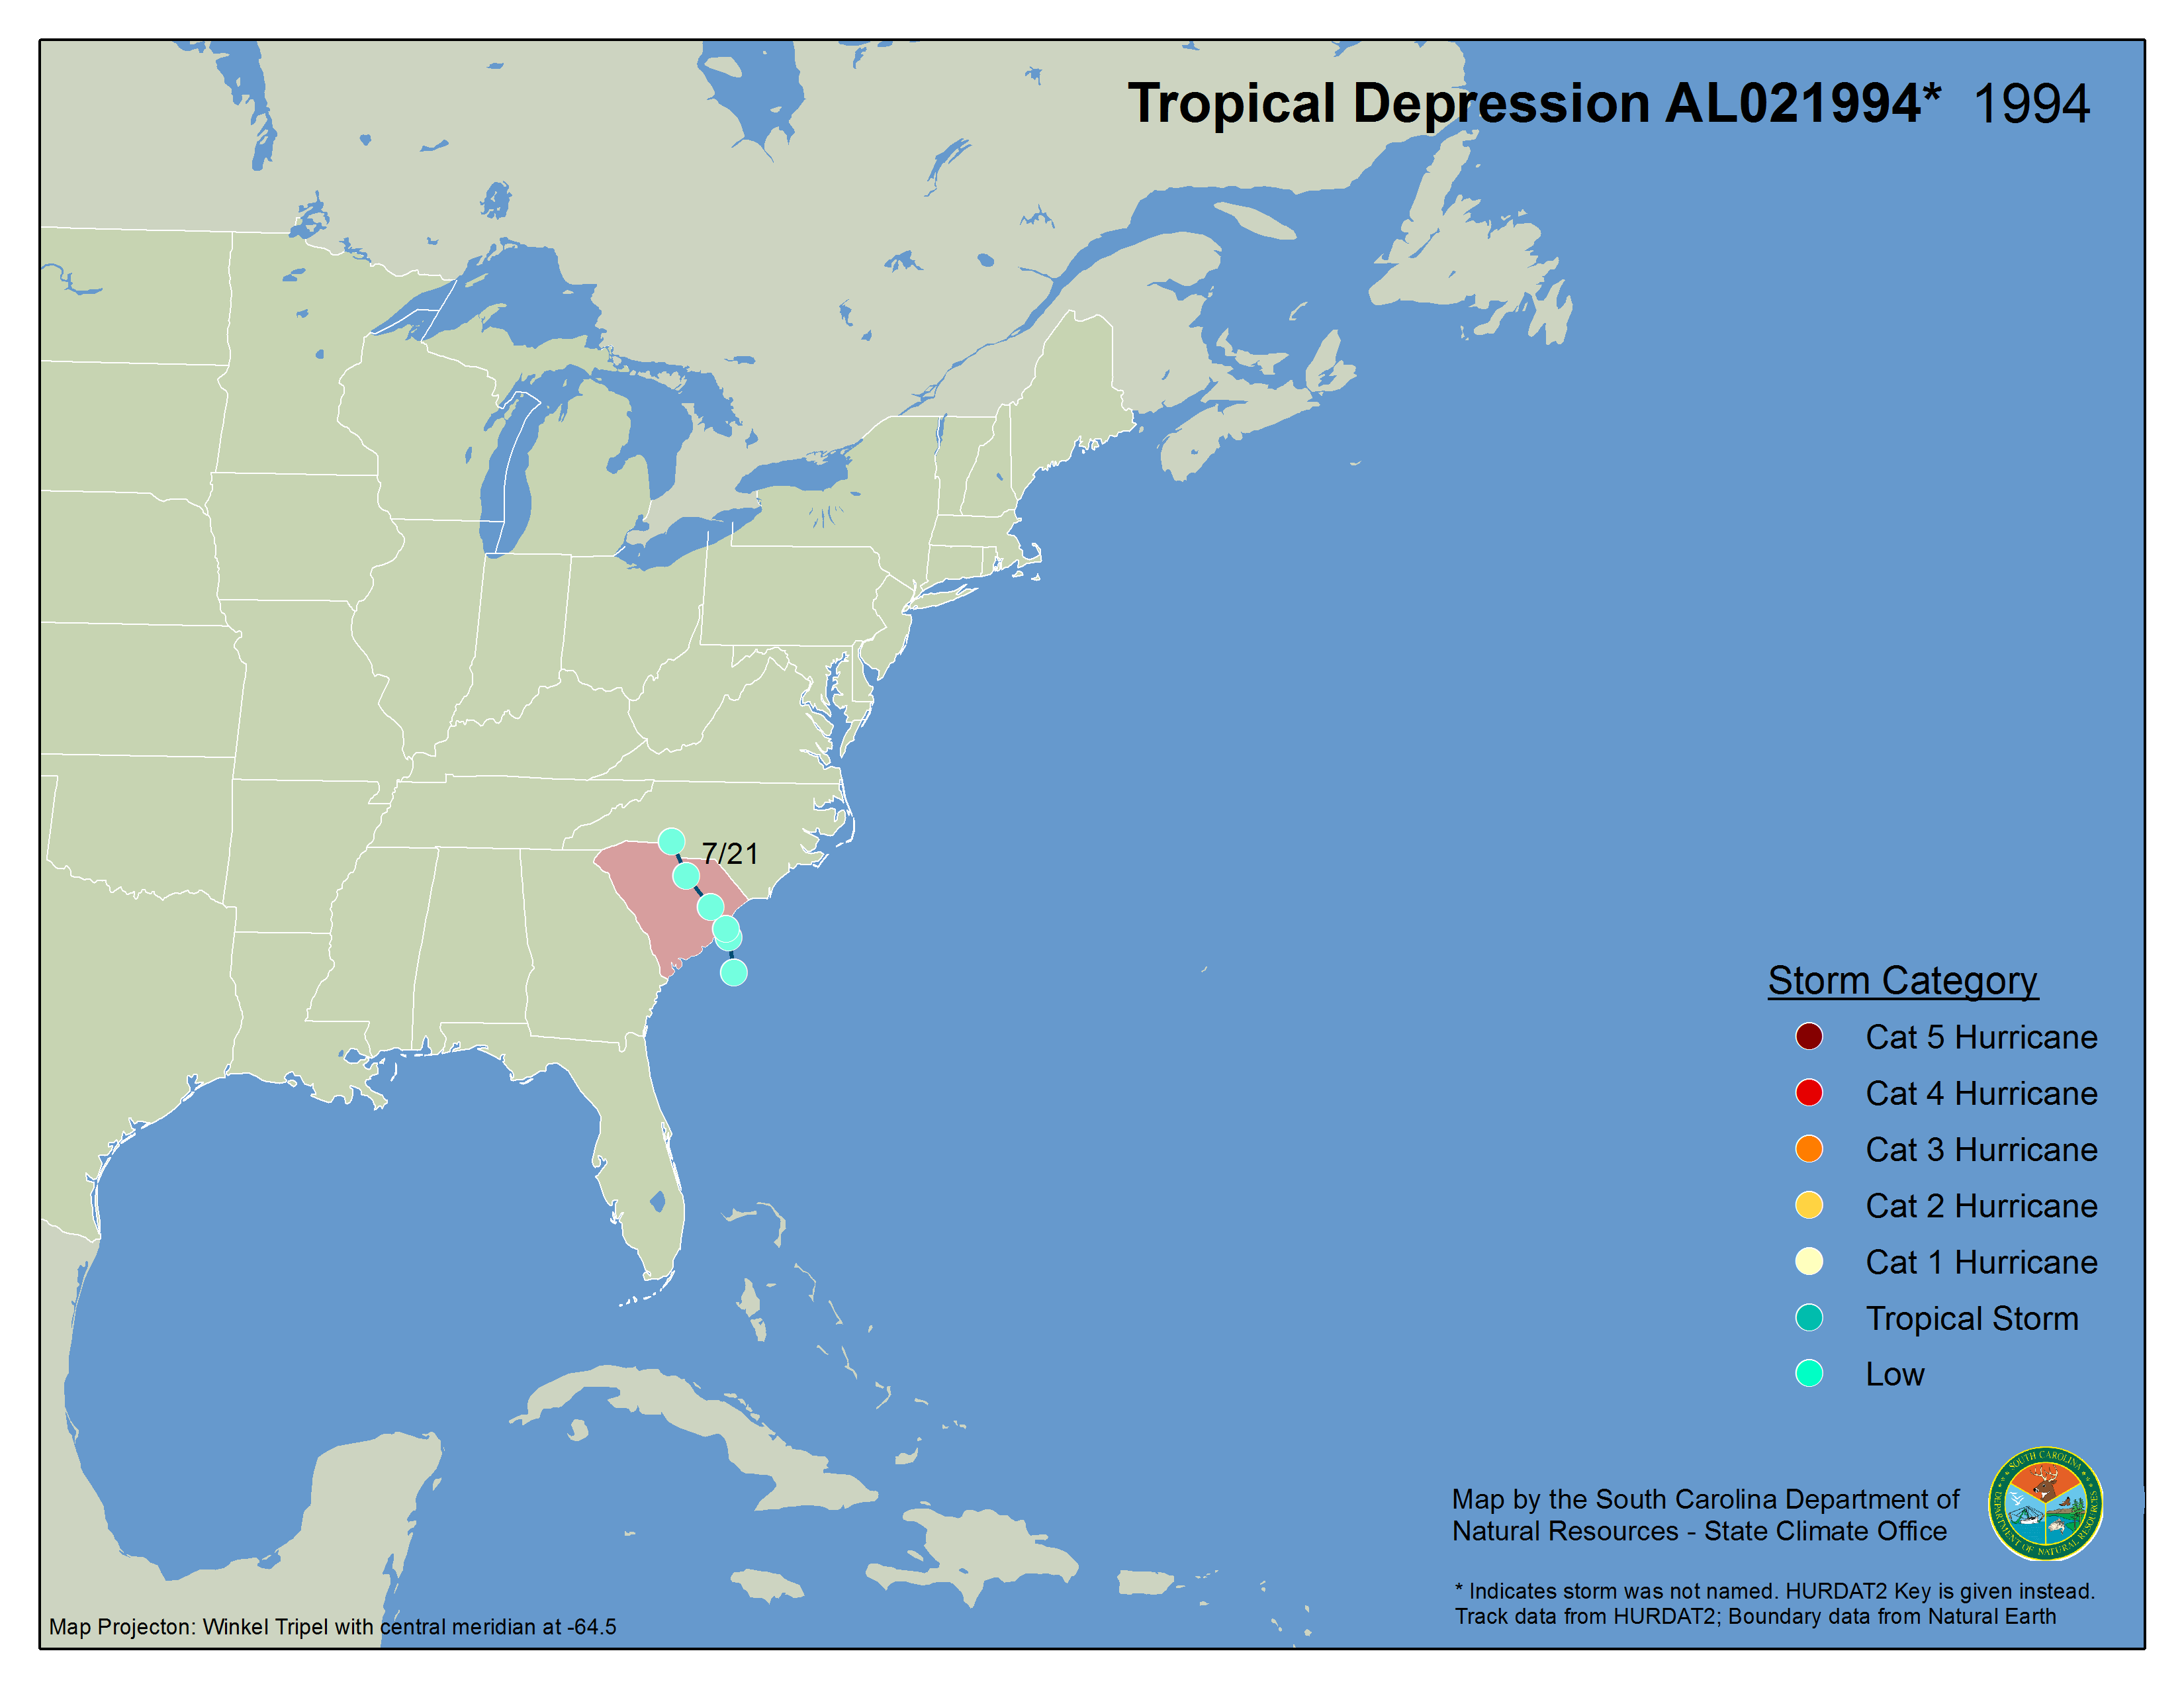 Tropical Depression AL021994* 1994
7/21
Storm Category
Cat 5 Hurricane
Cat 4 Hurricane
Cat 3 Hurricane
Cat 2 Hurricane
Cat 1 Hurricane
Tropical Storm
Low
Map by the South Carolina Department of
Natural Resources - State Climate Office
SOUTH CAROLINA
DEPARTMENT OF NATURAL RESOURCES
* Indicates storm was not named. HURDAT2 Key is given instead.
Track data from HURDAT2; Boundary data from Natural Earth
Map Projecton: Winkel Tripel with central meridian at -64.5